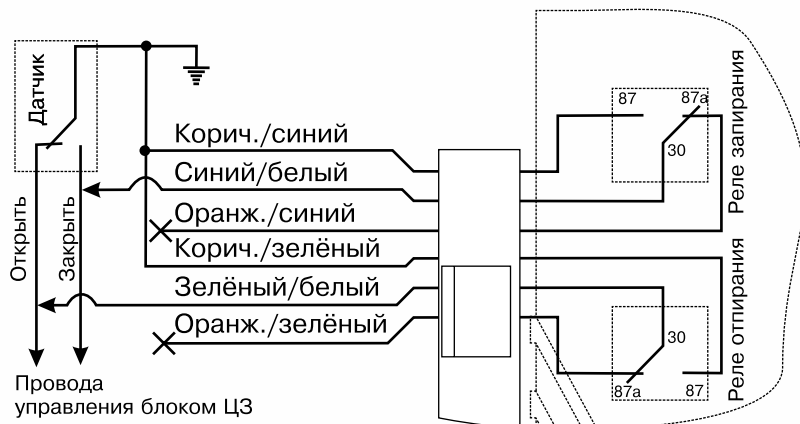 Датчик
Открыть
Закрыть
Корич./синий
Синий/белый
Оранж./синий
Корич./зелёный
Зелёный/белый
Оранж./зелёный
Провода
управления блоком ЦЗ
87
87a
30
Реле запирания
30
87a
87
Реле отпирания